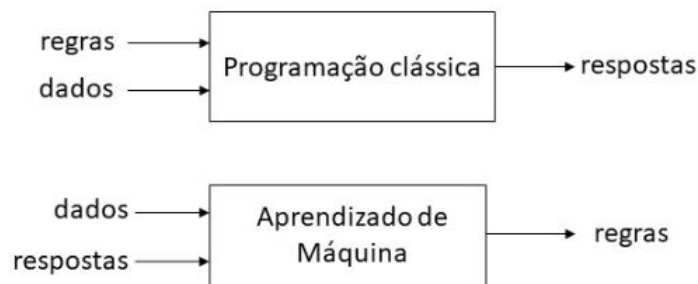 regras
dados
Programação clássica
respostas
dados
respostas
Aprendizado de
Máquina
regras